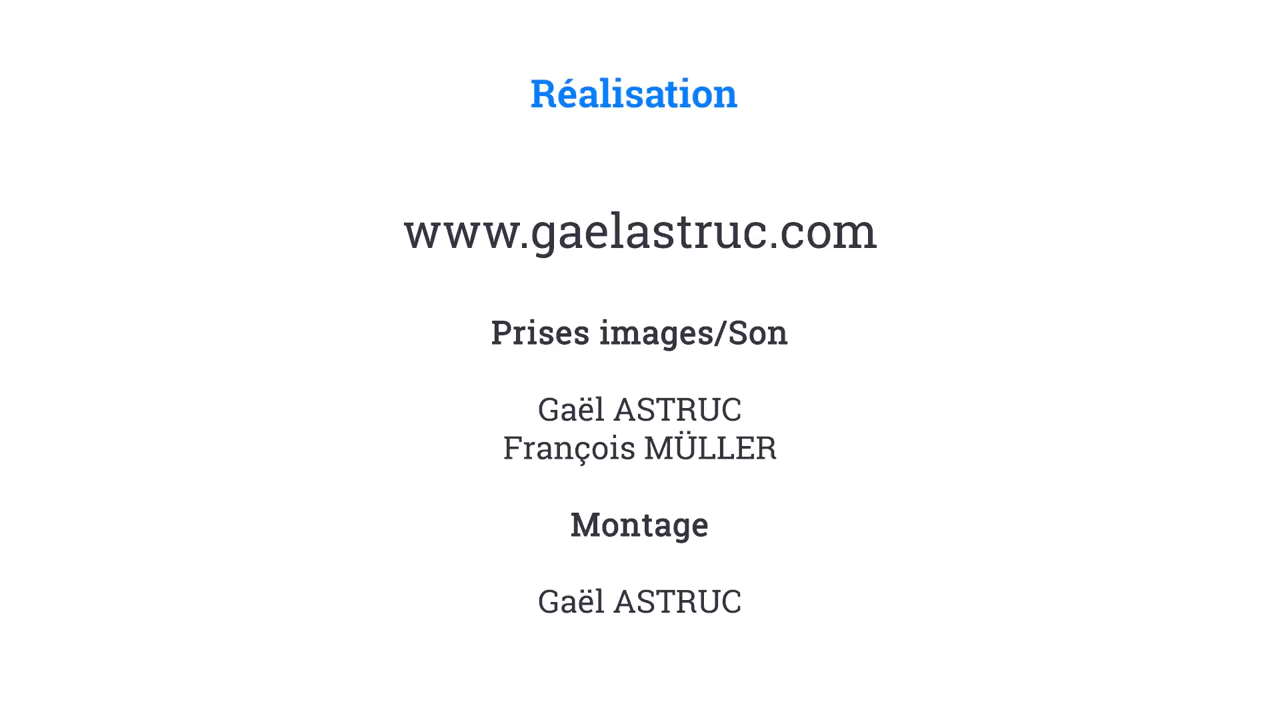 Réalisation
www.gaelastruc.com
Prises images/Son
Gaël ASTRUC
François MÜLLER
Montage
Gaël ASTRUC